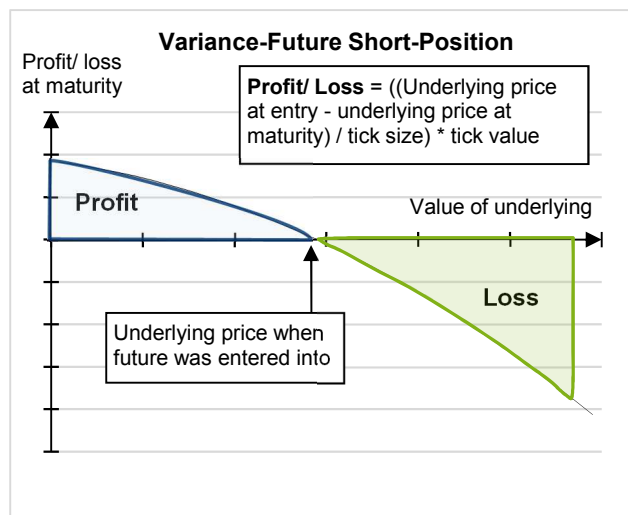 Variance-Future Short-Position
Profit/ loss
at maturity
Profit/ Loss = ((Underlying price
at entry - underlying price at
maturity) / tick size) * tick value
Profit
Value of underlying
Loss
Underlying price when
future was entered into